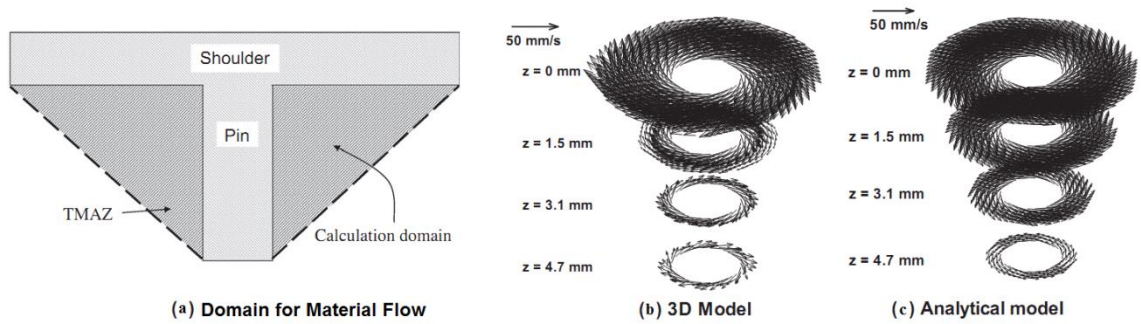 Shoulder
Pin
TMAZ
Calculation domain
(a) Domain for Material Flow
50 mm/s
z = 0 mm
z = 1.5 mm
z = 3.1 mm
z = 4.7 mm
(b) 3D Model
50 mm/s
z = 0 mm
z = 1.5 mm
z = 3.1 mm
z = 4.7 mm
(c) Analytical model